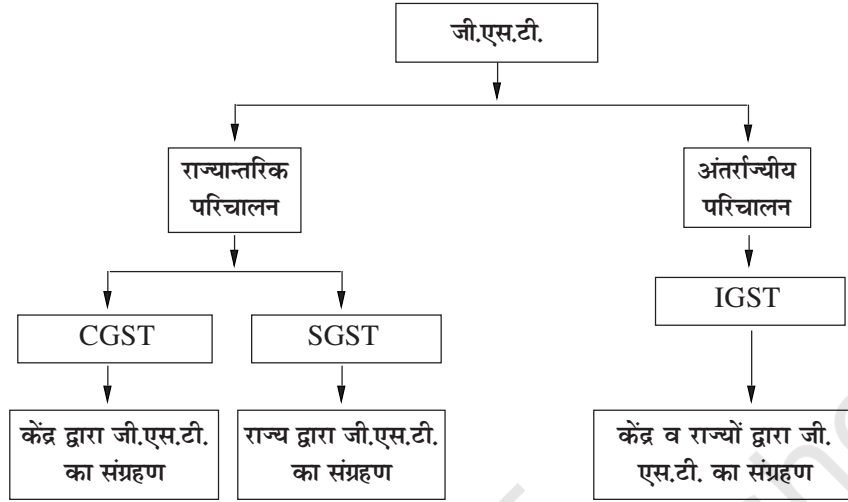 जी.एस.टी.
राज्यान्तरिक
परिचालन
अंतर्राज्यीय
परिचालन
CGST
SGST
IGST
केंद्र द्वारा जी.एस.टी.
का संग्रहण
राज्य द्वारा जी.एस.टी.
का संग्रहण
केंद्र व राज्यों द्वारा जी.
एस.टी. का संग्रहण